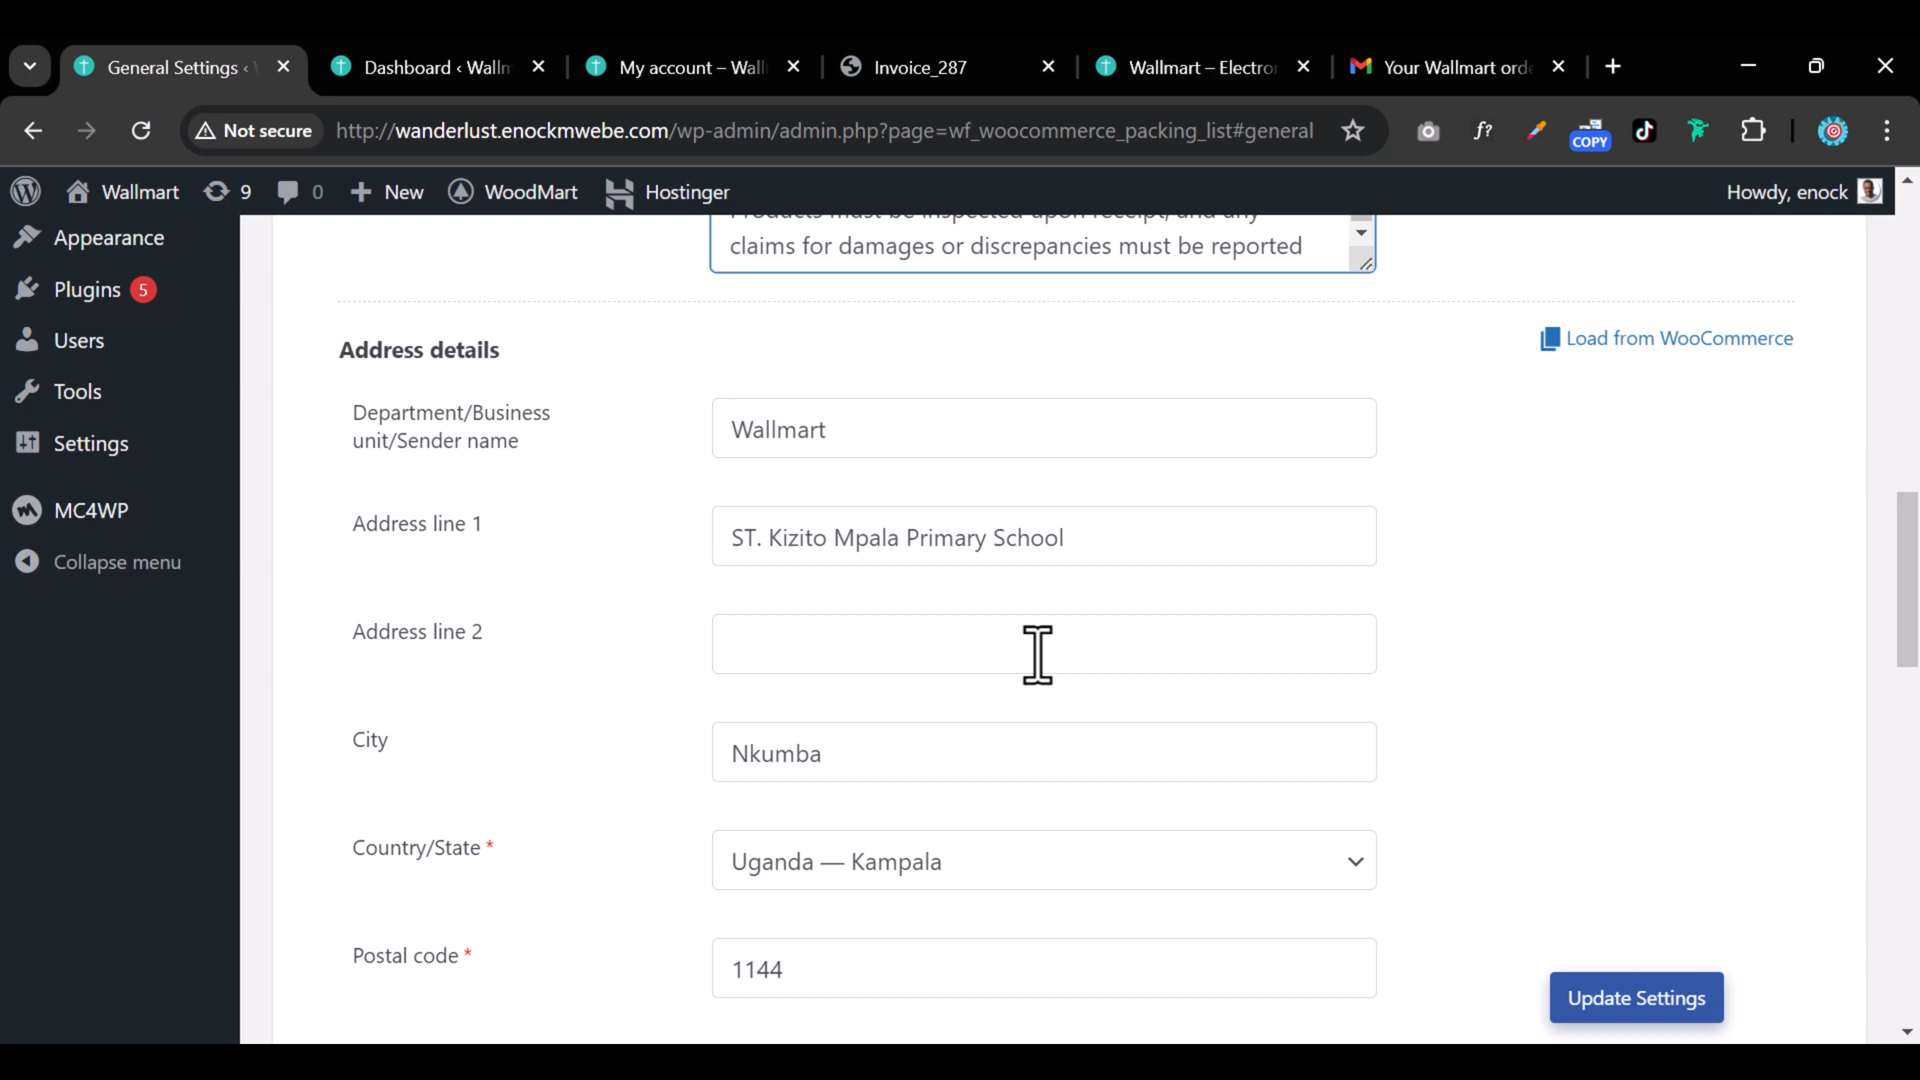 General Settings ‹
Dashboard ‹ Wallm
My account – Wall
Invoice_287
Wallmart – Electror
Your Wallmart orde
Not secure
http://wanderlust.enockmwebe.com/wp-admin/admin.php?page=wf_woocommerce_packing_list#general
f?
COPY
Wallmart
9
0
New
WoodMart
Hostinger
Howdy, enock
Appearance
Plugins 5
Users
Tools
Settings
MC4WP
Collapse menu
Products must be inspected upon receipt, and any
claims for damages or discrepancies must be reported
Address details
Load from WooCommerce
Department/Business
unit/Sender name
Wallmart
Address line 1
ST. Kizito Mpala Primary School
Address line 2
City
Nkumba
Country/State *
Uganda — Kampala
Postal code *
1144
Update Settings